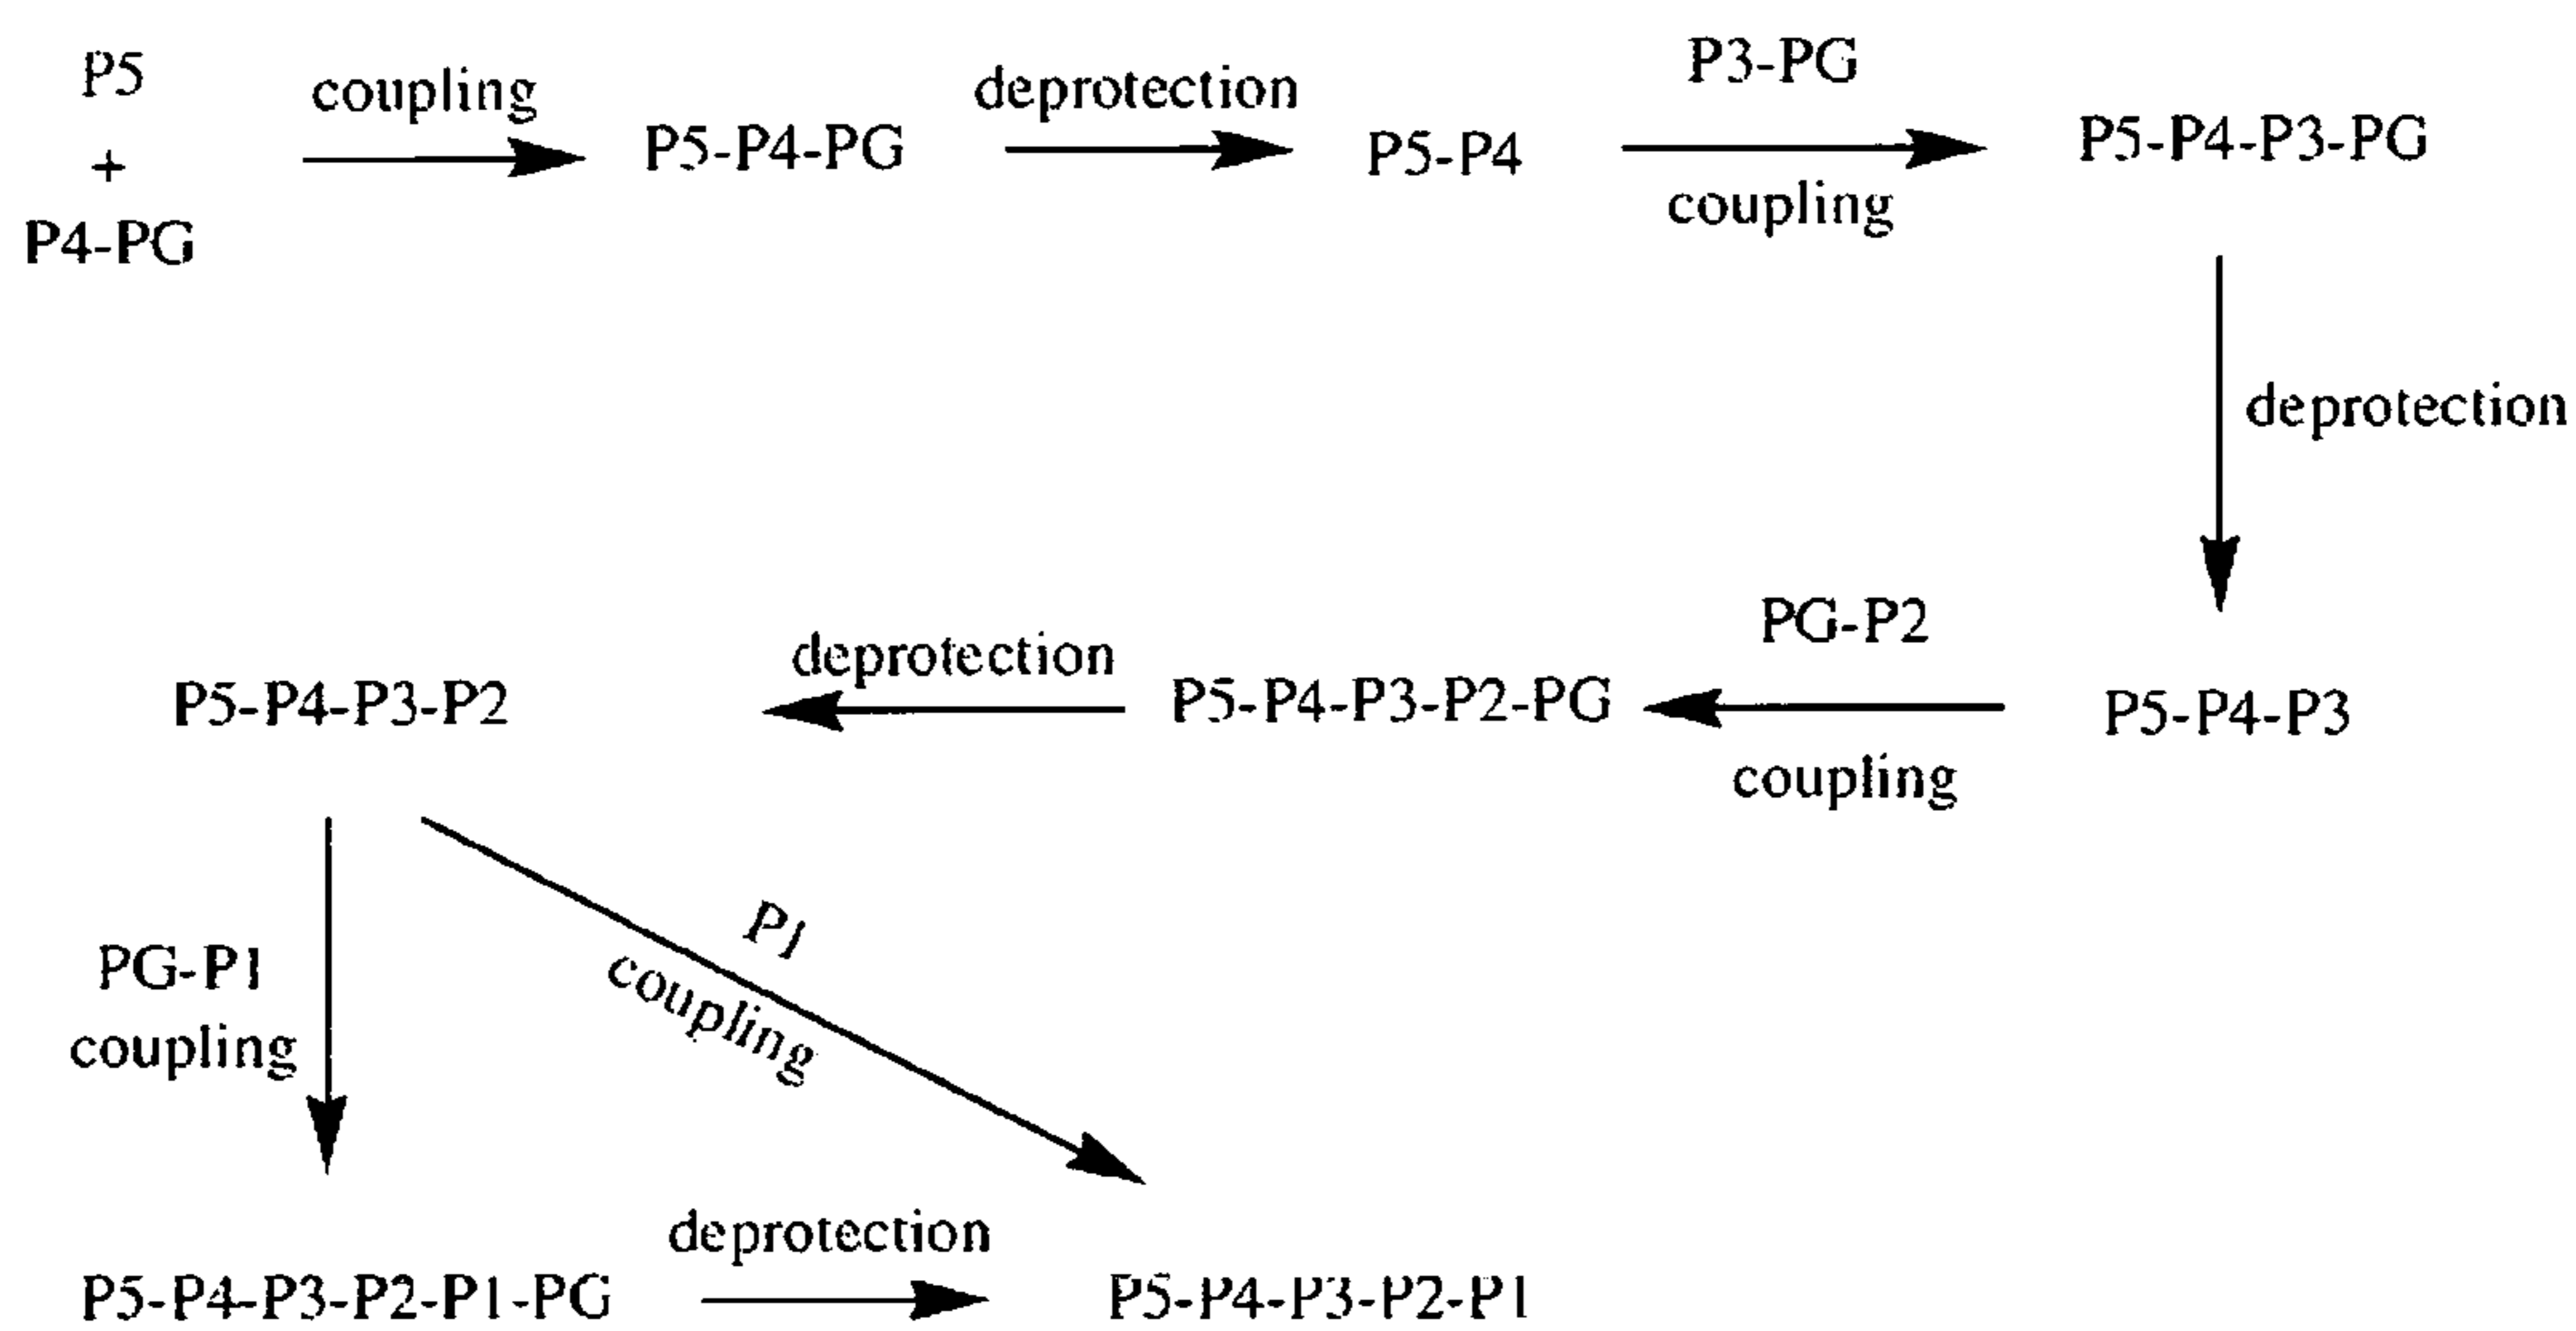 P5
+
P4-PG
coupling
P5-P4-PG
deprotection
P5-P4
P3-PG
coupling
P5-P4-P3-PG
deprotection
P5-P4-P3
PG-P2
coupling
P5-P4-P3-P2-PG
deprotection
P5-P4-P3-P2
PG-P1
coupling
P1
coupling
P5-P4-P3-P2-P1-PG
deprotection
P5-P4-P3-P2-P1